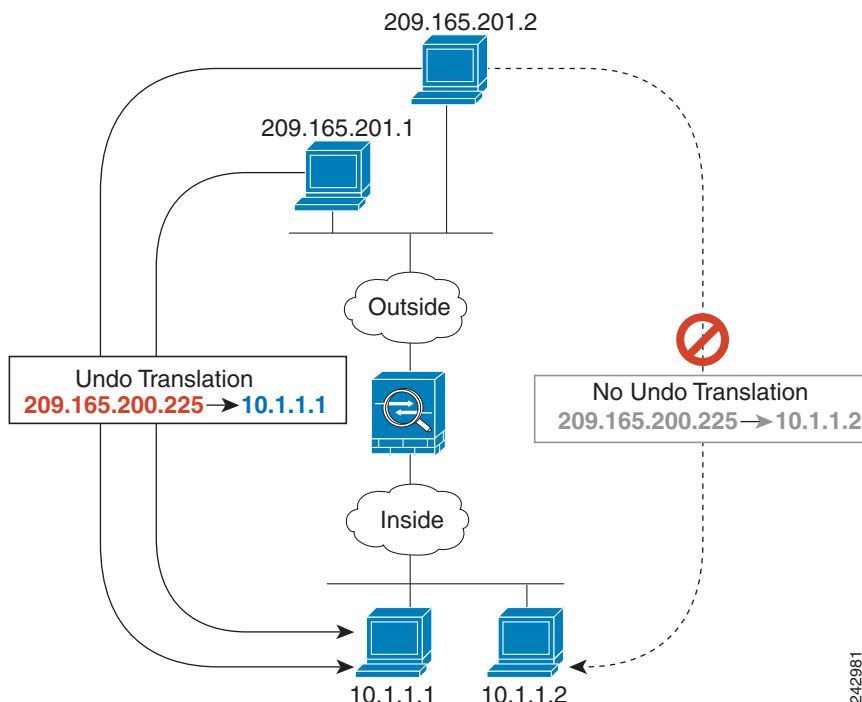 209.165.201.2
209.165.201.1
Outside
Undo Translation
209.165.200.225 → 10.1.1.1
No Undo Translation
209.165.200.225 → 10.1.1.2
Inside
10.1.1.1
10.1.1.2
242981